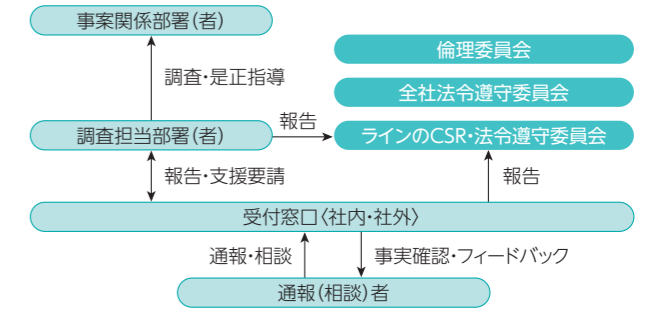 事案関係部署(者)
倫理委員会
調査・是正指導
全社法令遵守委員会
調査担当部署(者)
報告
ラインのCSR・法令遵守委員会
報告・支援要請
報告
受付窓口〈社内・社外〉
通報・相談
事実確認・フィードバック
通報(相談)者